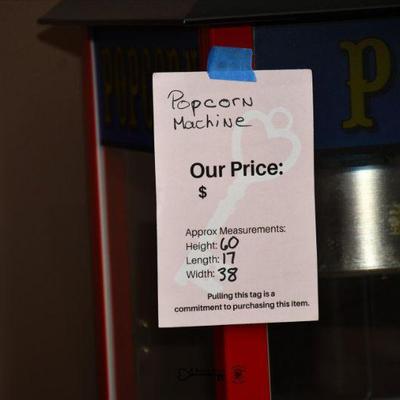 POPCORN
P
Popcorn
Machine
Our Price:
$
Approx Measurements:
Height: 60
Length: 17
Width: 38
Pulling this tag is a
commitment to purchasing this item.